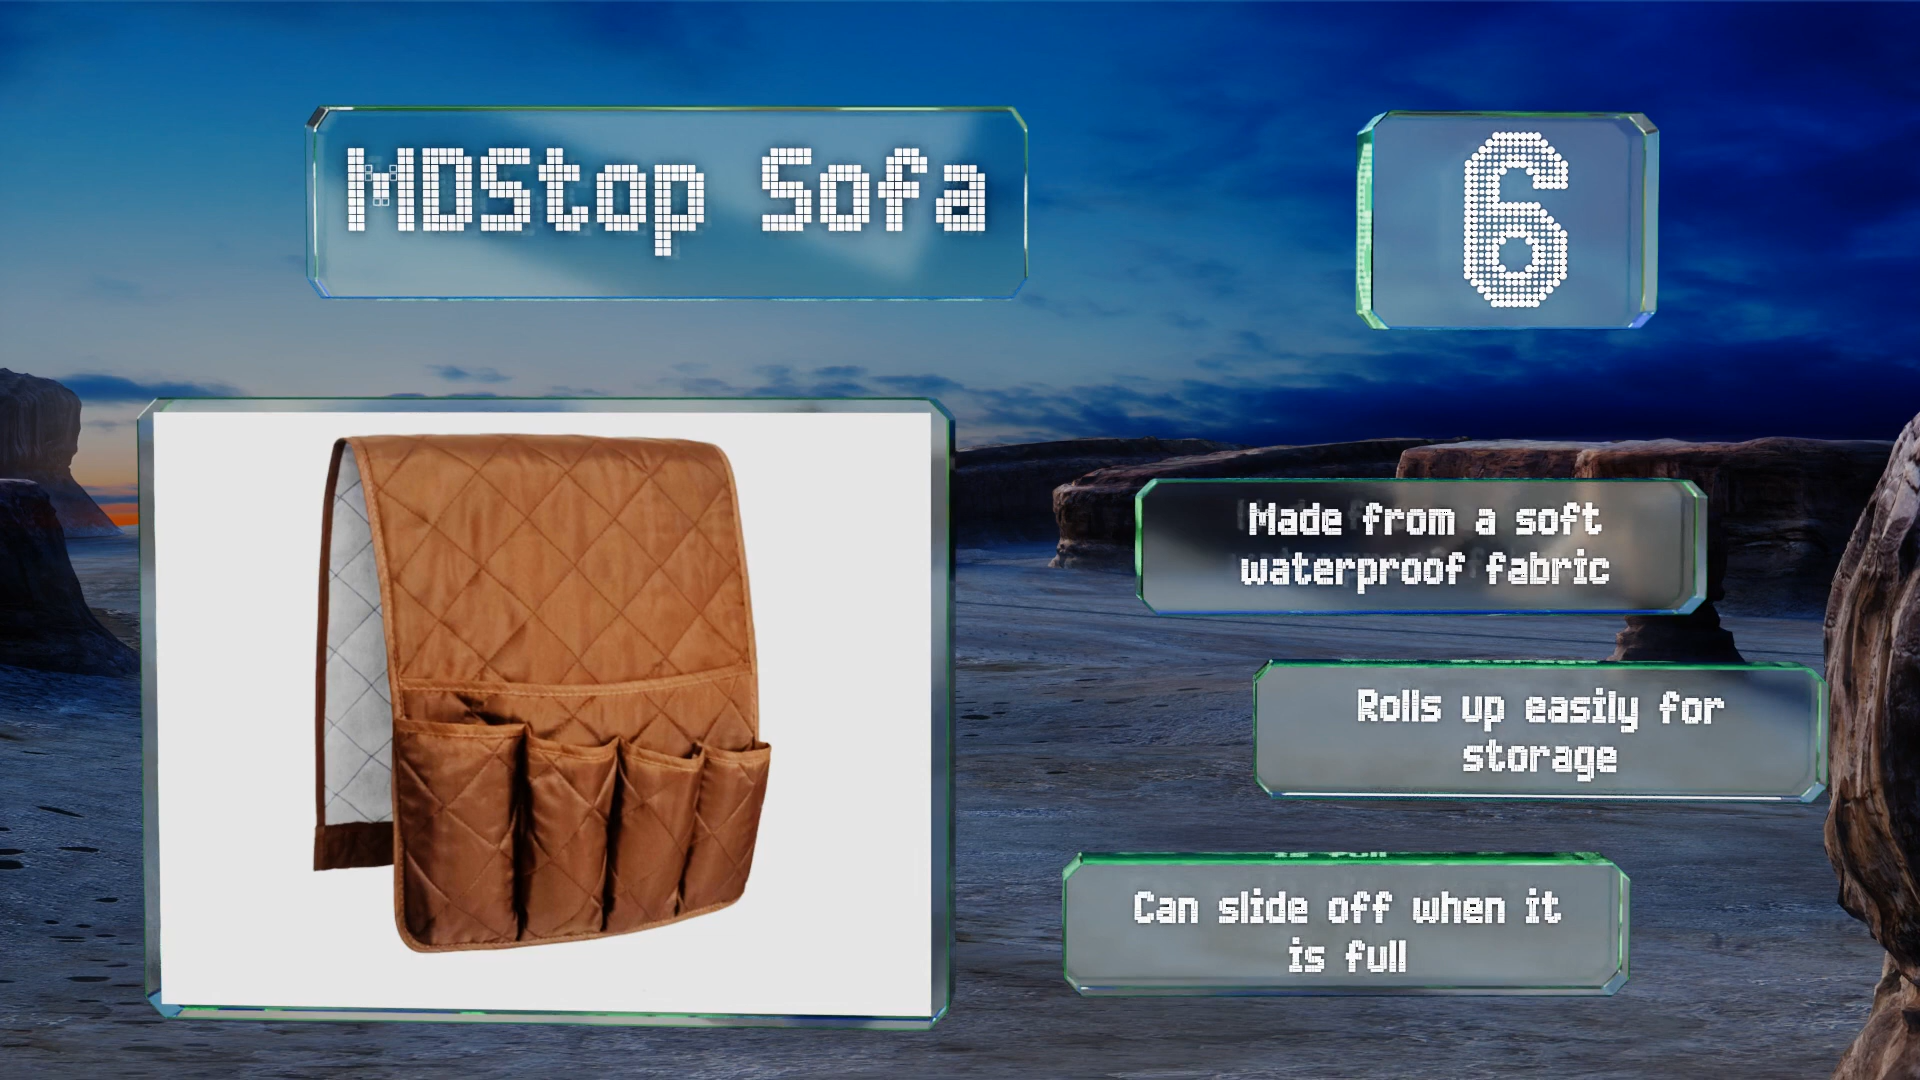 MDStop Sofa
6
Made from a soft
waterproof fabric
Rolls up easily for
storage
Can slide off when it
is full